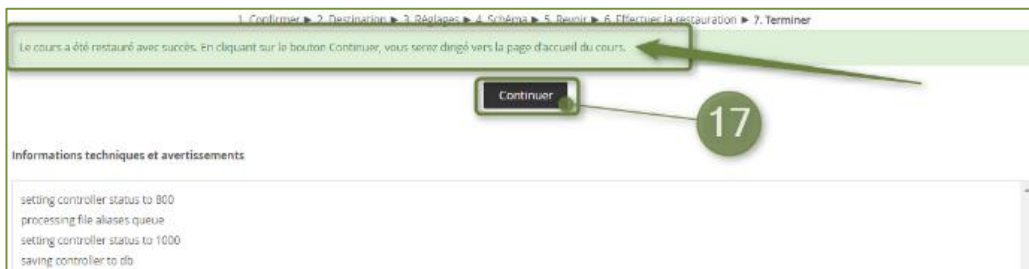 1. Confirmer ► 2. Destination ► 3. Réglages ► 4. Schéma ► 5. Revoir ► 6. Effectuer la restauration ► 7. Terminer
Le cours a été restauré avec succès. En cliquant sur le bouton Continuer, vous serez dirigé vers la page d'accueil du cours.
Continuer
17
Informations techniques et avertissements
setting controller status to 800
processing file aliases queue
setting controller status to 1000
saving controller to db